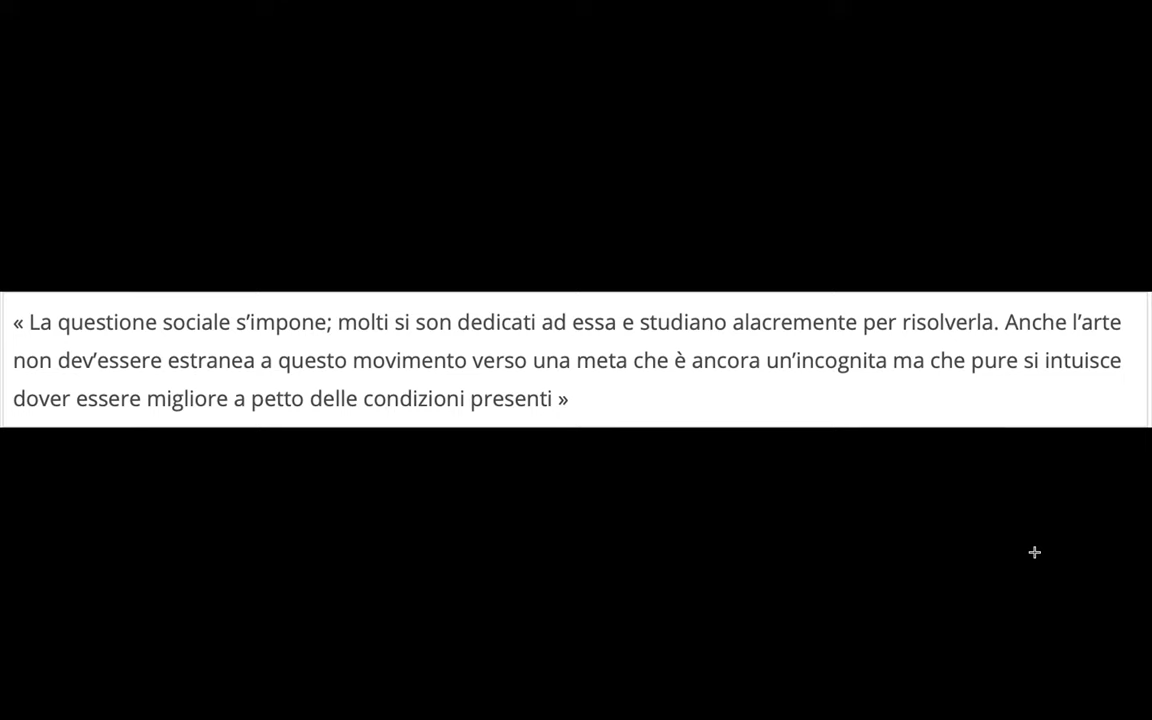 « La questione sociale s’impone; molti si son dedicati ad essa e studiano alacremente per risolverla. Anche l’arte
non dev’essere estranea a questo movimento verso una meta che è ancora un’incognita ma che pure si intuisce
dover essere migliore a petto delle condizioni presenti »